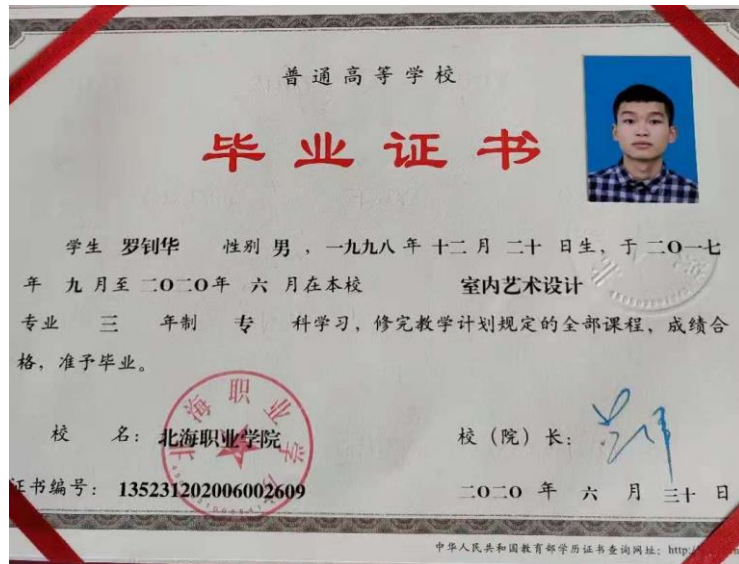 普通高等学校
毕业证书
学生 罗钊华 性别 男 ，一九九八 年 十二 月 二十 日生，于 二O一七
年 九 月至 二O二O年 六 月在本校 室内艺术设计
专业 三 年制 专 科学习，修完教学计划规定的全部课程，成绩合
格，准予毕业。
校 名：北海职业学院
校（院）长：
证书编号：135231202006002609
二O二O 年 六 月 三十 日
中华人民共和国教育部学历证书查询网址：http:/